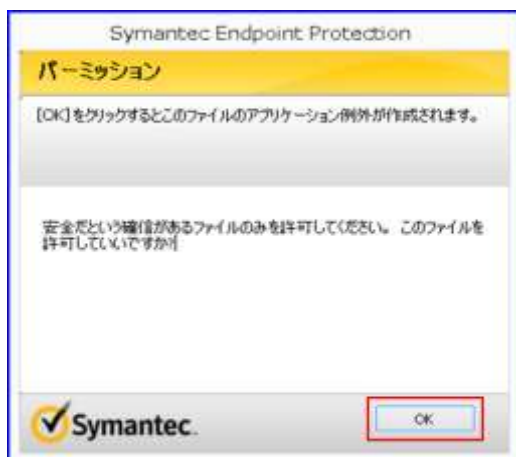 Symantec Endpoint Protection
パーミッション
[OK]をクリックするとこのファイルのアプリケーション例外が作成されます。
安全だという確信があるファイルのみを許可してください。 このファイルを
許可していいですか?
Symantec.
OK